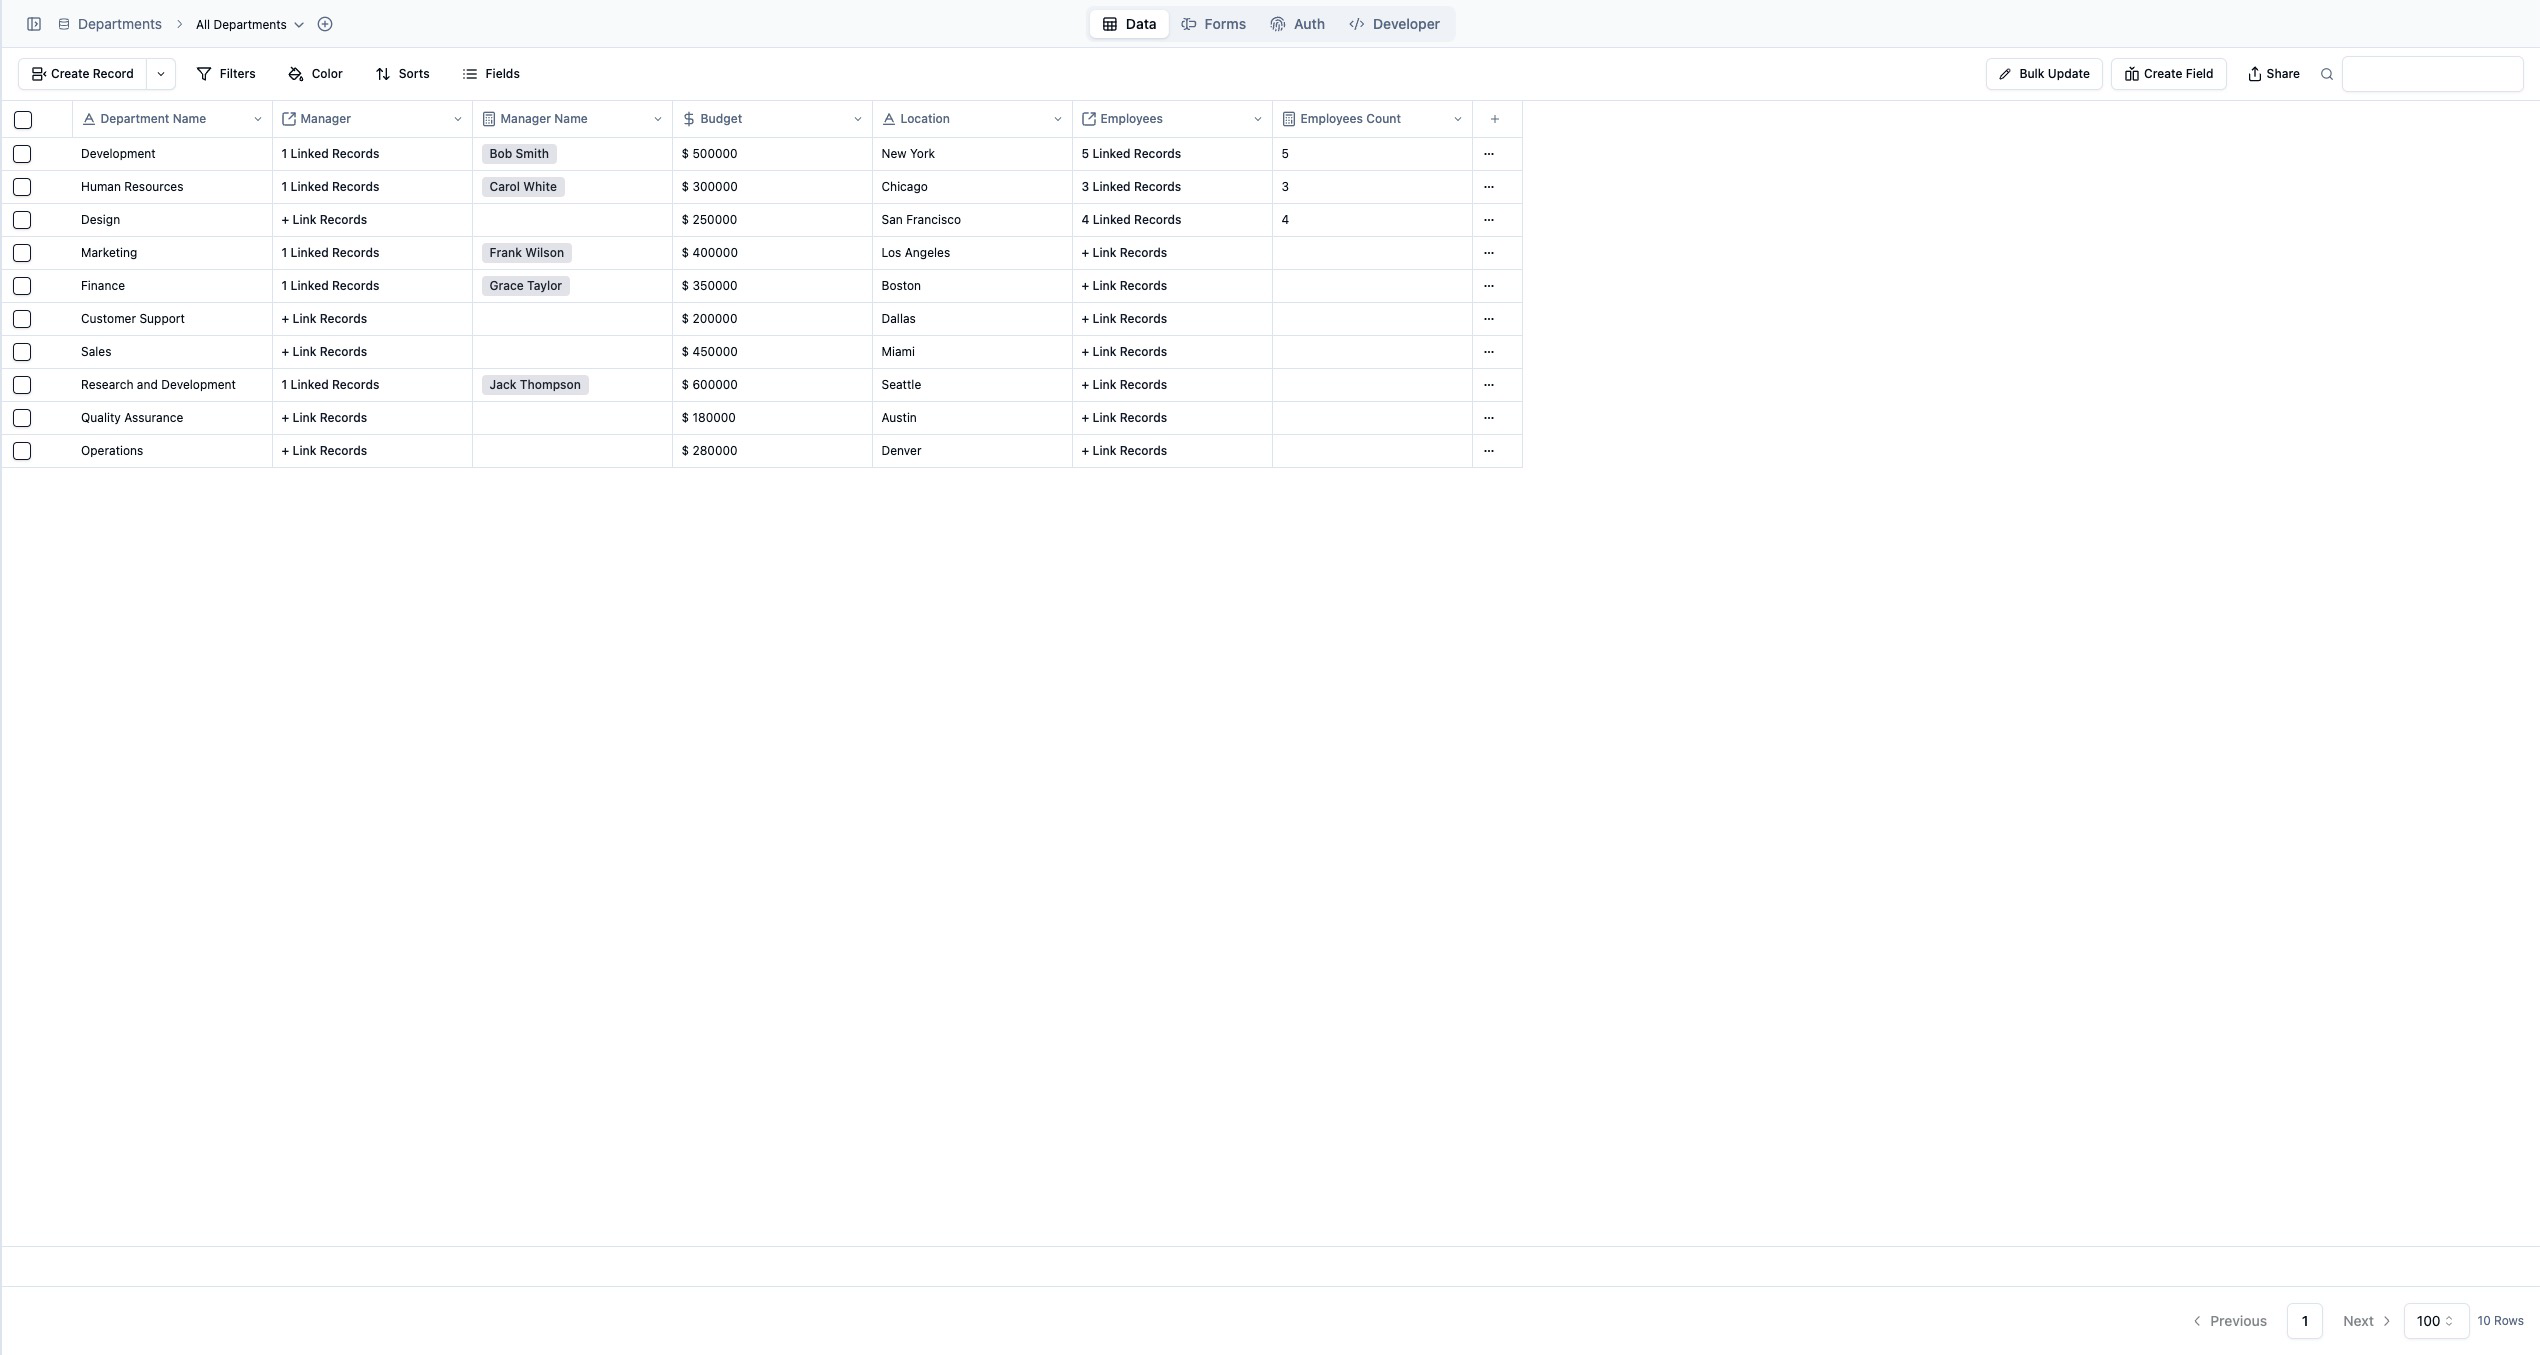 Departments All Departments Data Forms Auth Developer
Create Record Filters Color Sorts Fields Bulk Update Create Field Share
Department Name Manager Manager Name Budget Location Employees Employees Count +
Development 1 Linked Records Bob Smith $ 500000 New York 5 Linked Records 5 ...
Human Resources 1 Linked Records Carol White $ 300000 Chicago 3 Linked Records 3 ...
Design + Link Records $ 250000 San Francisco 4 Linked Records 4 ...
Marketing 1 Linked Records Frank Wilson $ 400000 Los Angeles + Link Records ...
Finance 1 Linked Records Grace Taylor $ 350000 Boston + Link Records ...
Customer Support + Link Records $ 200000 Dallas + Link Records ...
Sales + Link Records $ 450000 Miami + Link Records ...
Research and Development 1 Linked Records Jack Thompson $ 600000 Seattle + Link Records ...
Quality Assurance + Link Records $ 180000 Austin + Link Records ...
Operations + Link Records $ 280000 Denver + Link Records ...
Previous 1 Next 100 10 Rows